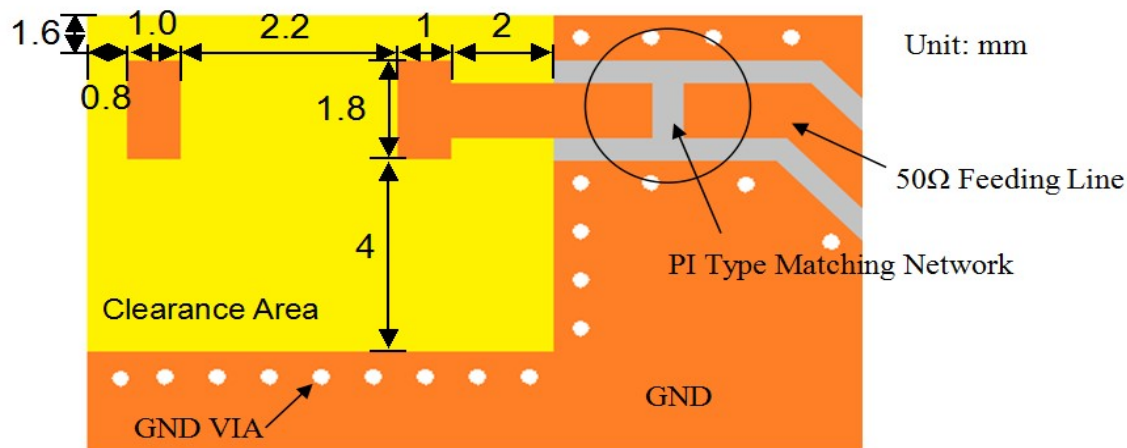 1.6
1.0
2.2
1
2
Unit: mm
0.8
1.8
50Ω Feeding Line
4
PI Type Matching Network
Clearance Area
GND
GND VIA